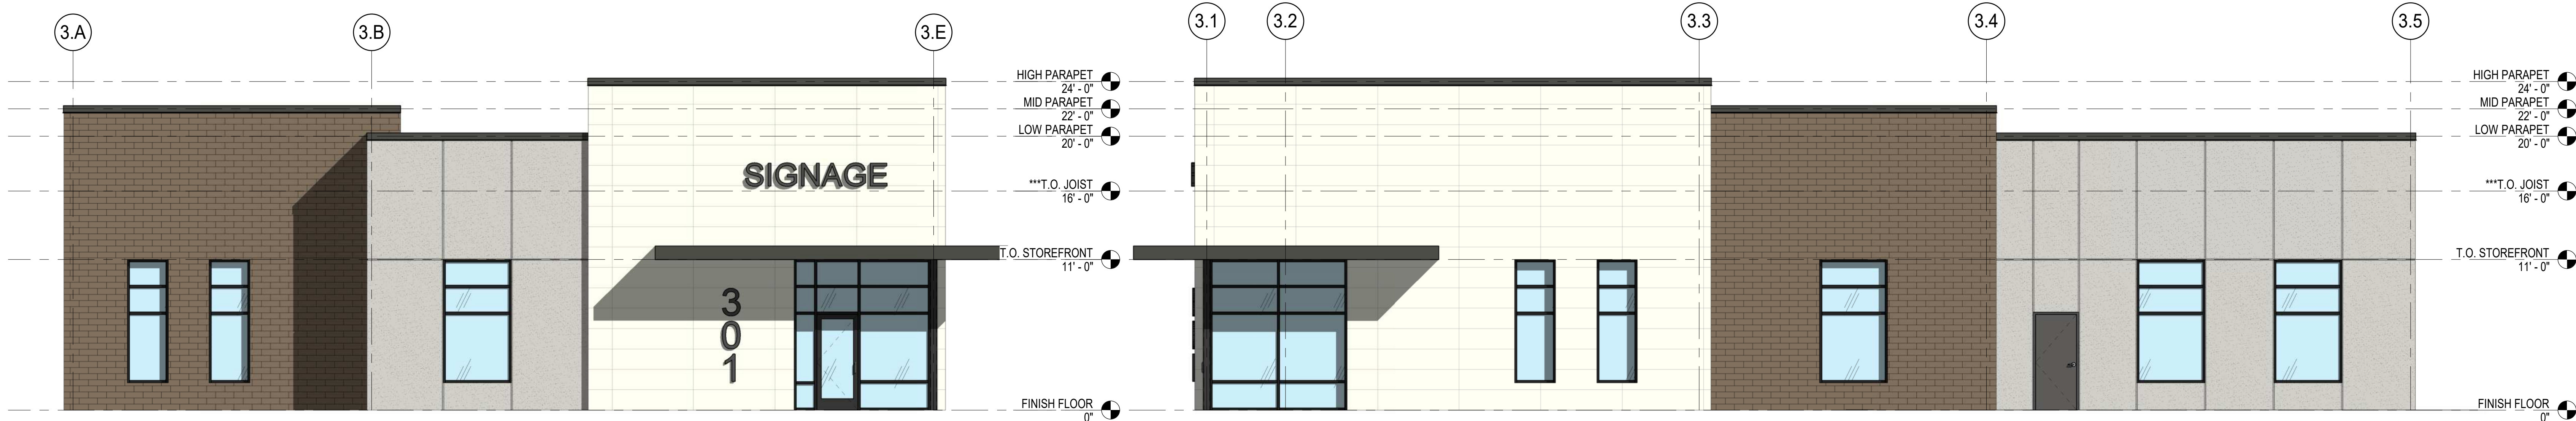 3.A
3.B
3.E
HIGH PARAPET
24' - 0"
MID PARAPET
22' - 0"
LOW PARAPET
20' - 0"
***T.O. JOIST
16' - 0"
T.O. STOREFRONT
11' - 0"
FINISH FLOOR
0"
SIGNAGE
3
0
1
3.1
3.2
3.3
3.4
3.5
HIGH PARAPET
24' - 0"
MID PARAPET
22' - 0"
LOW PARAPET
20' - 0"
***T.O. JOIST
16' - 0"
T.O. STOREFRONT
11' - 0"
FINISH FLOOR
0"